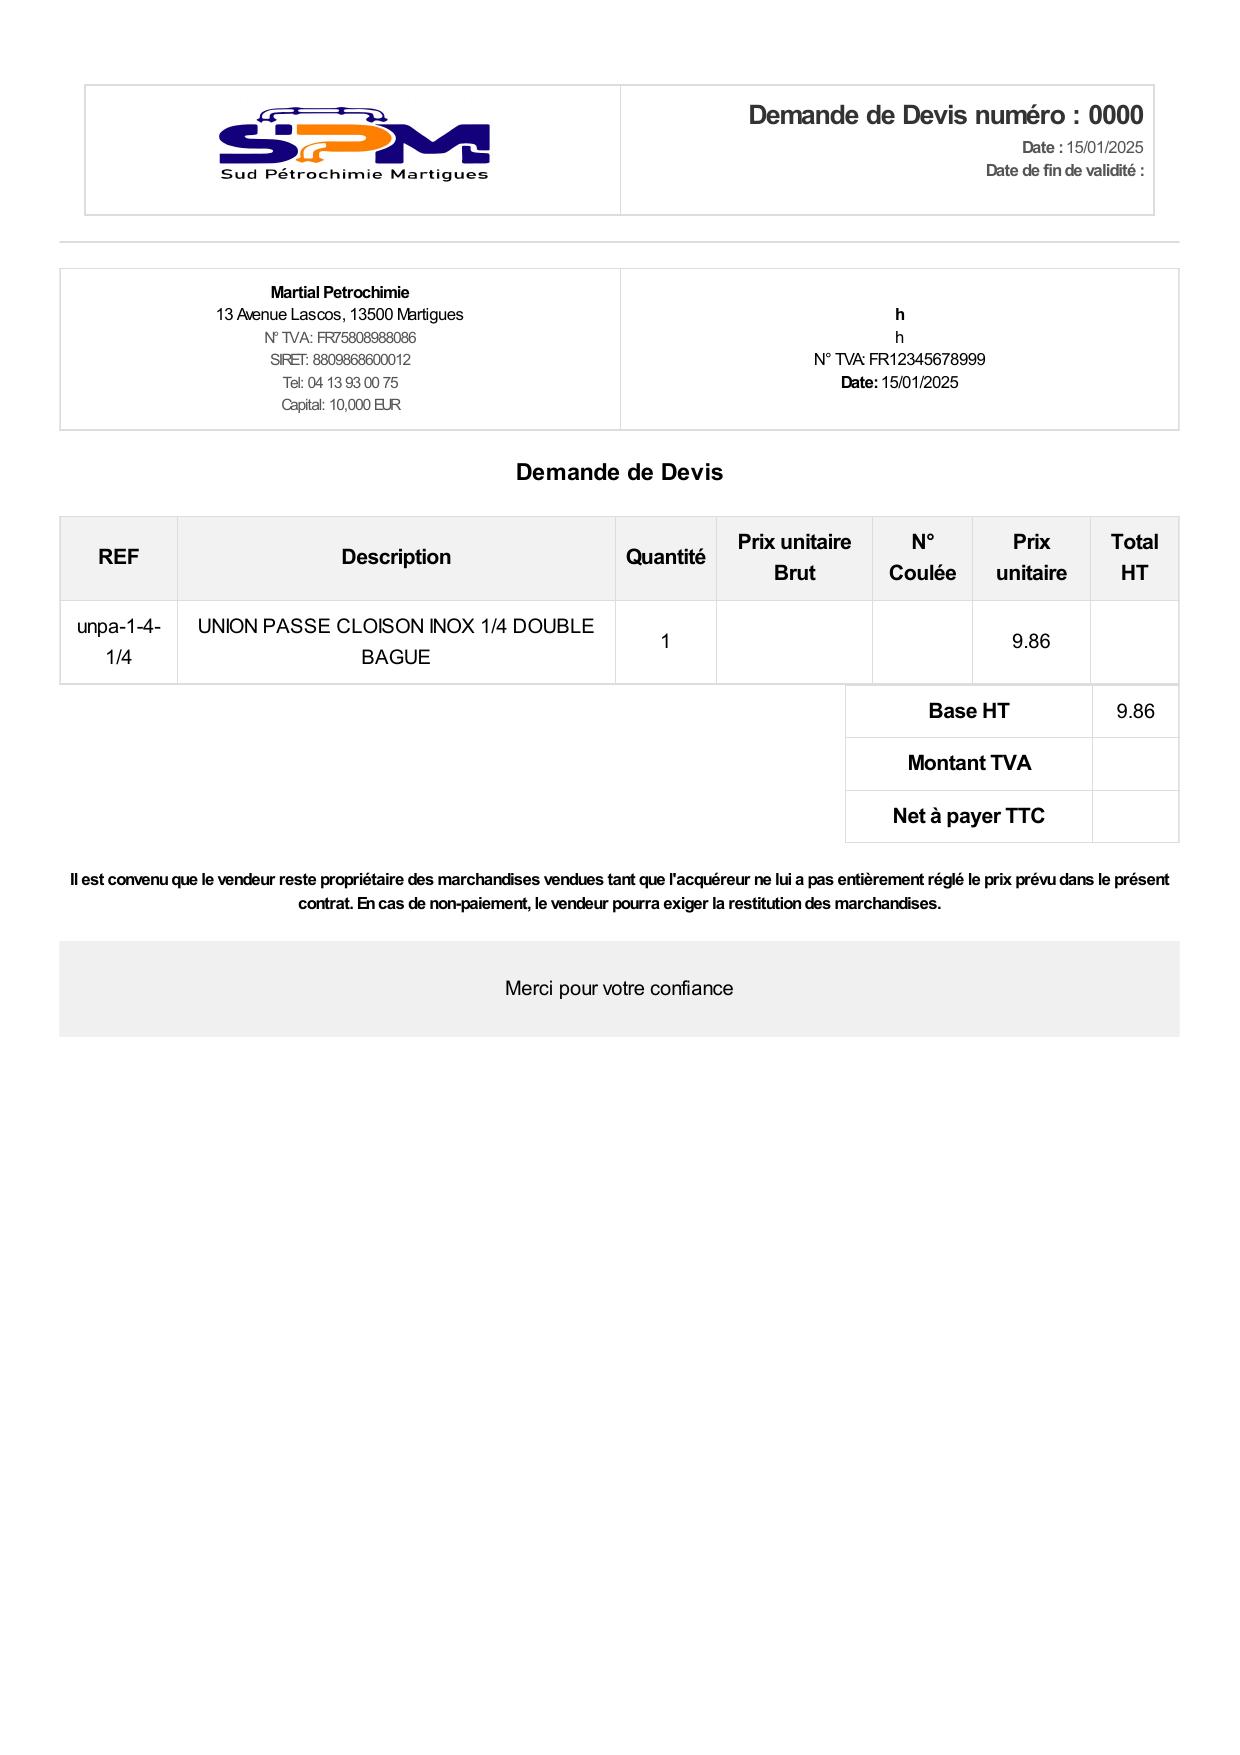 SPM
Sud Pétrochimie Martigues
Demande de Devis numéro : 0000
Date : 15/01/2025
Date de fin de validité :
Martial Petrochimie
13 Avenue Lascos, 13500 Martigues
N° TVA: FR75808988086
SIRET: 8809868600012
Tel: 04 13 93 00 75
Capital: 10,000 EUR
h
h
N° TVA: FR12345678999
Date: 15/01/2025
Demande de Devis
REF Description Quantité Prix unitaire Brut N° Coulée Prix unitaire Total HT
unpa-1-4-1/4 UNION PASSE CLOISON INOX 1/4 DOUBLE BAGUE 1 9.86
Base HT 9.86
Montant TVA
Net à payer TTC
Il est convenu que le vendeur reste propriétaire des marchandises vendues tant que l'acquéreur ne lui a pas entièrement réglé le prix prévu dans le présent
contrat. En cas de non-paiement, le vendeur pourra exiger la restitution des marchandises.
Merci pour votre confiance